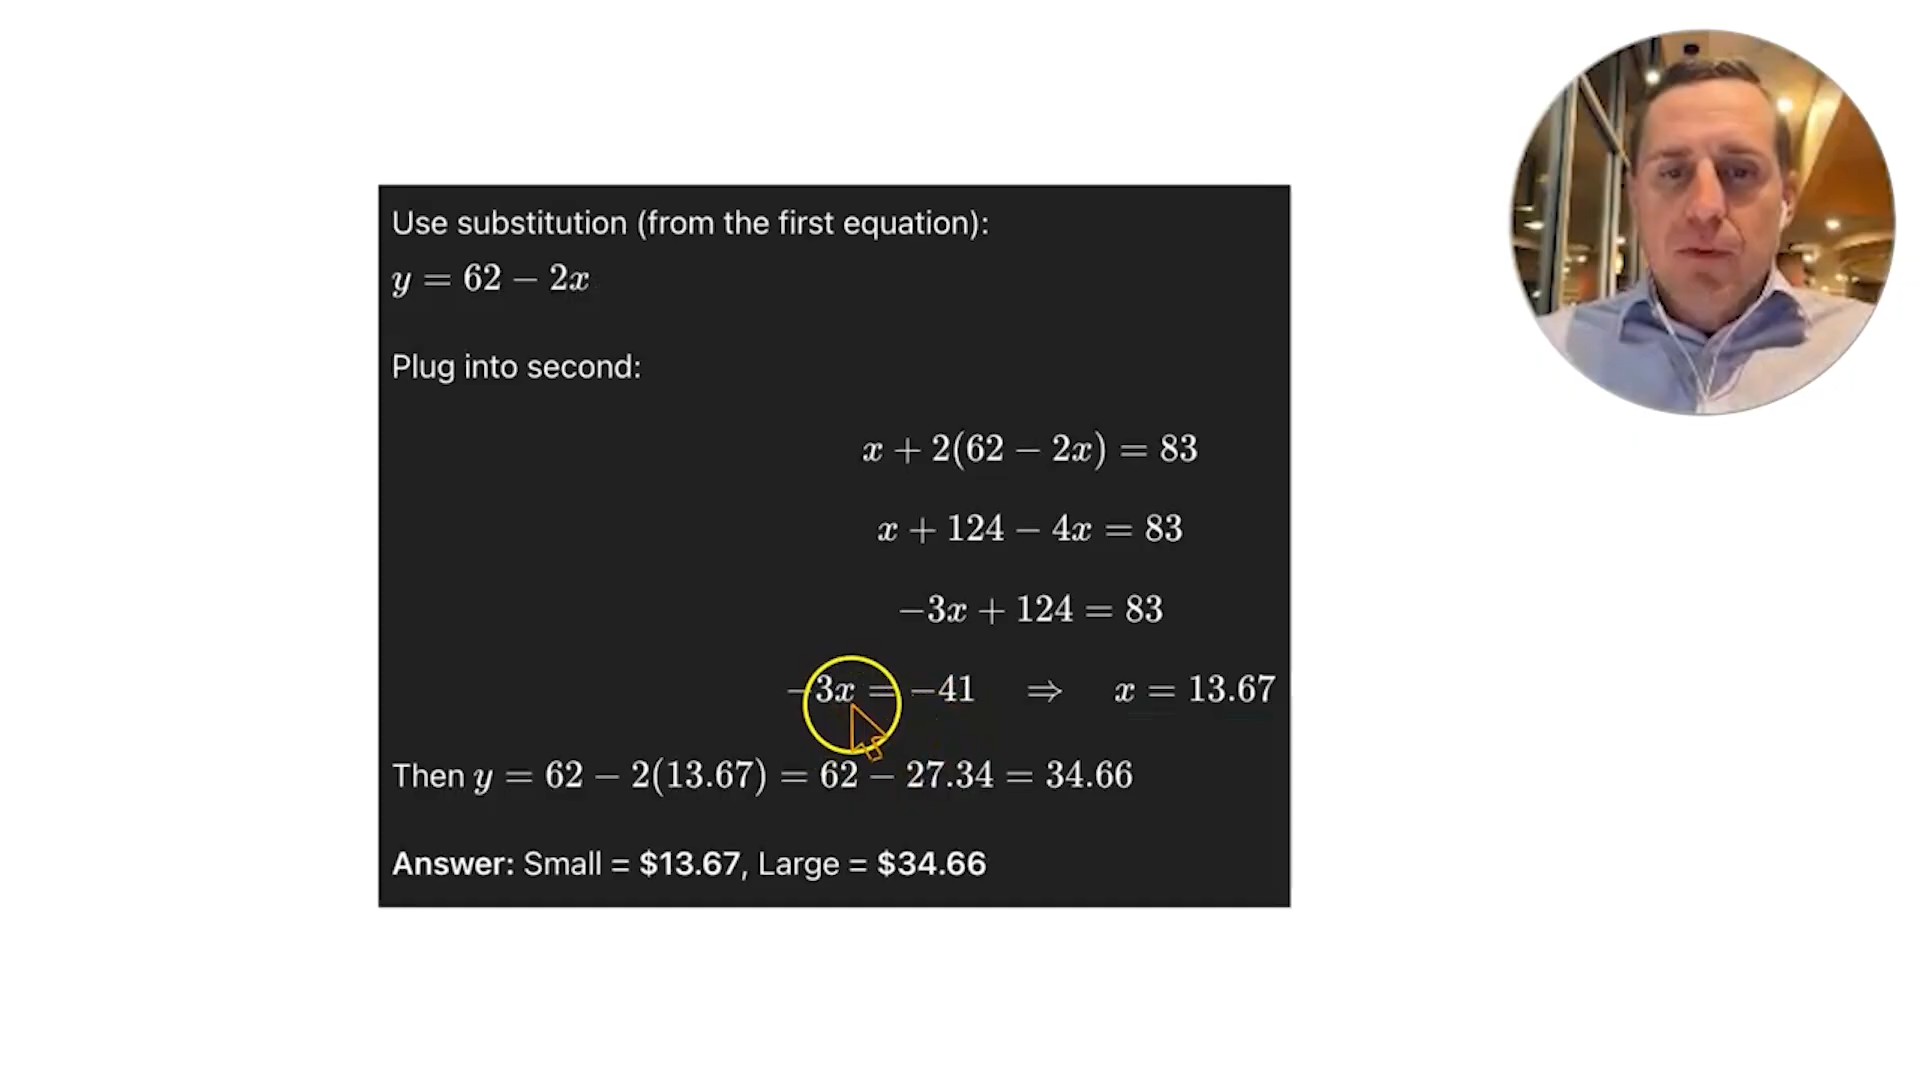 Use substitution (from the first equation):
y = 62 − 2x
Plug into second:
x + 2(62 − 2x) = 83
x + 124 − 4x = 83
−3x + 124 = 83
−3x = −41 ⇒ x = 13.67
Then y = 62 − 2(13.67) = 62 − 27.34 = 34.66
Answer: Small = $13.67, Large = $34.66